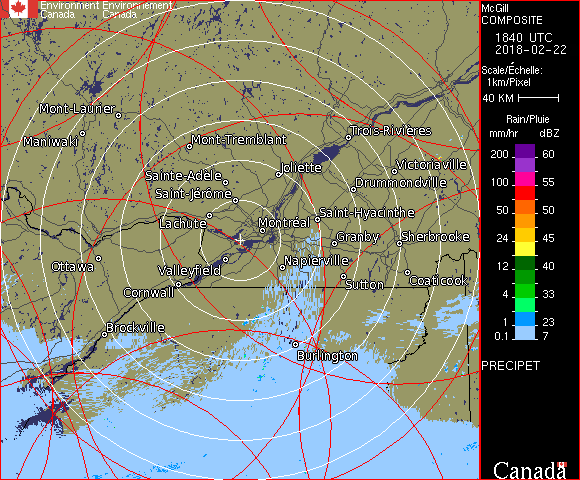 Environment Environnement
Canada Canada
McGill
COMPOSITE
1840 UTC
2018-02-22
Scale/Échelle:
1km/Pixel
40 KM
Rain/Pluie
mm/hr dBZ
200 60
100 55
50 50
24 45
12 40
4 33
1 23
0.1 7
PRECIPET
Canada
Mont-Laurier
Maniwaki
Mont-Tremblant
Trois-Rivières
Joliette
Victoriaville
Sainte-Adèle
Drummondville
Saint-Jérôme
Saint-Hyacinthe
Lachute
Montréal
Granby
Sherbrooke
Ottawa
Valleyfield
Napierville
Cornwall
Sutton
Coaticook
Brockville
Burlington